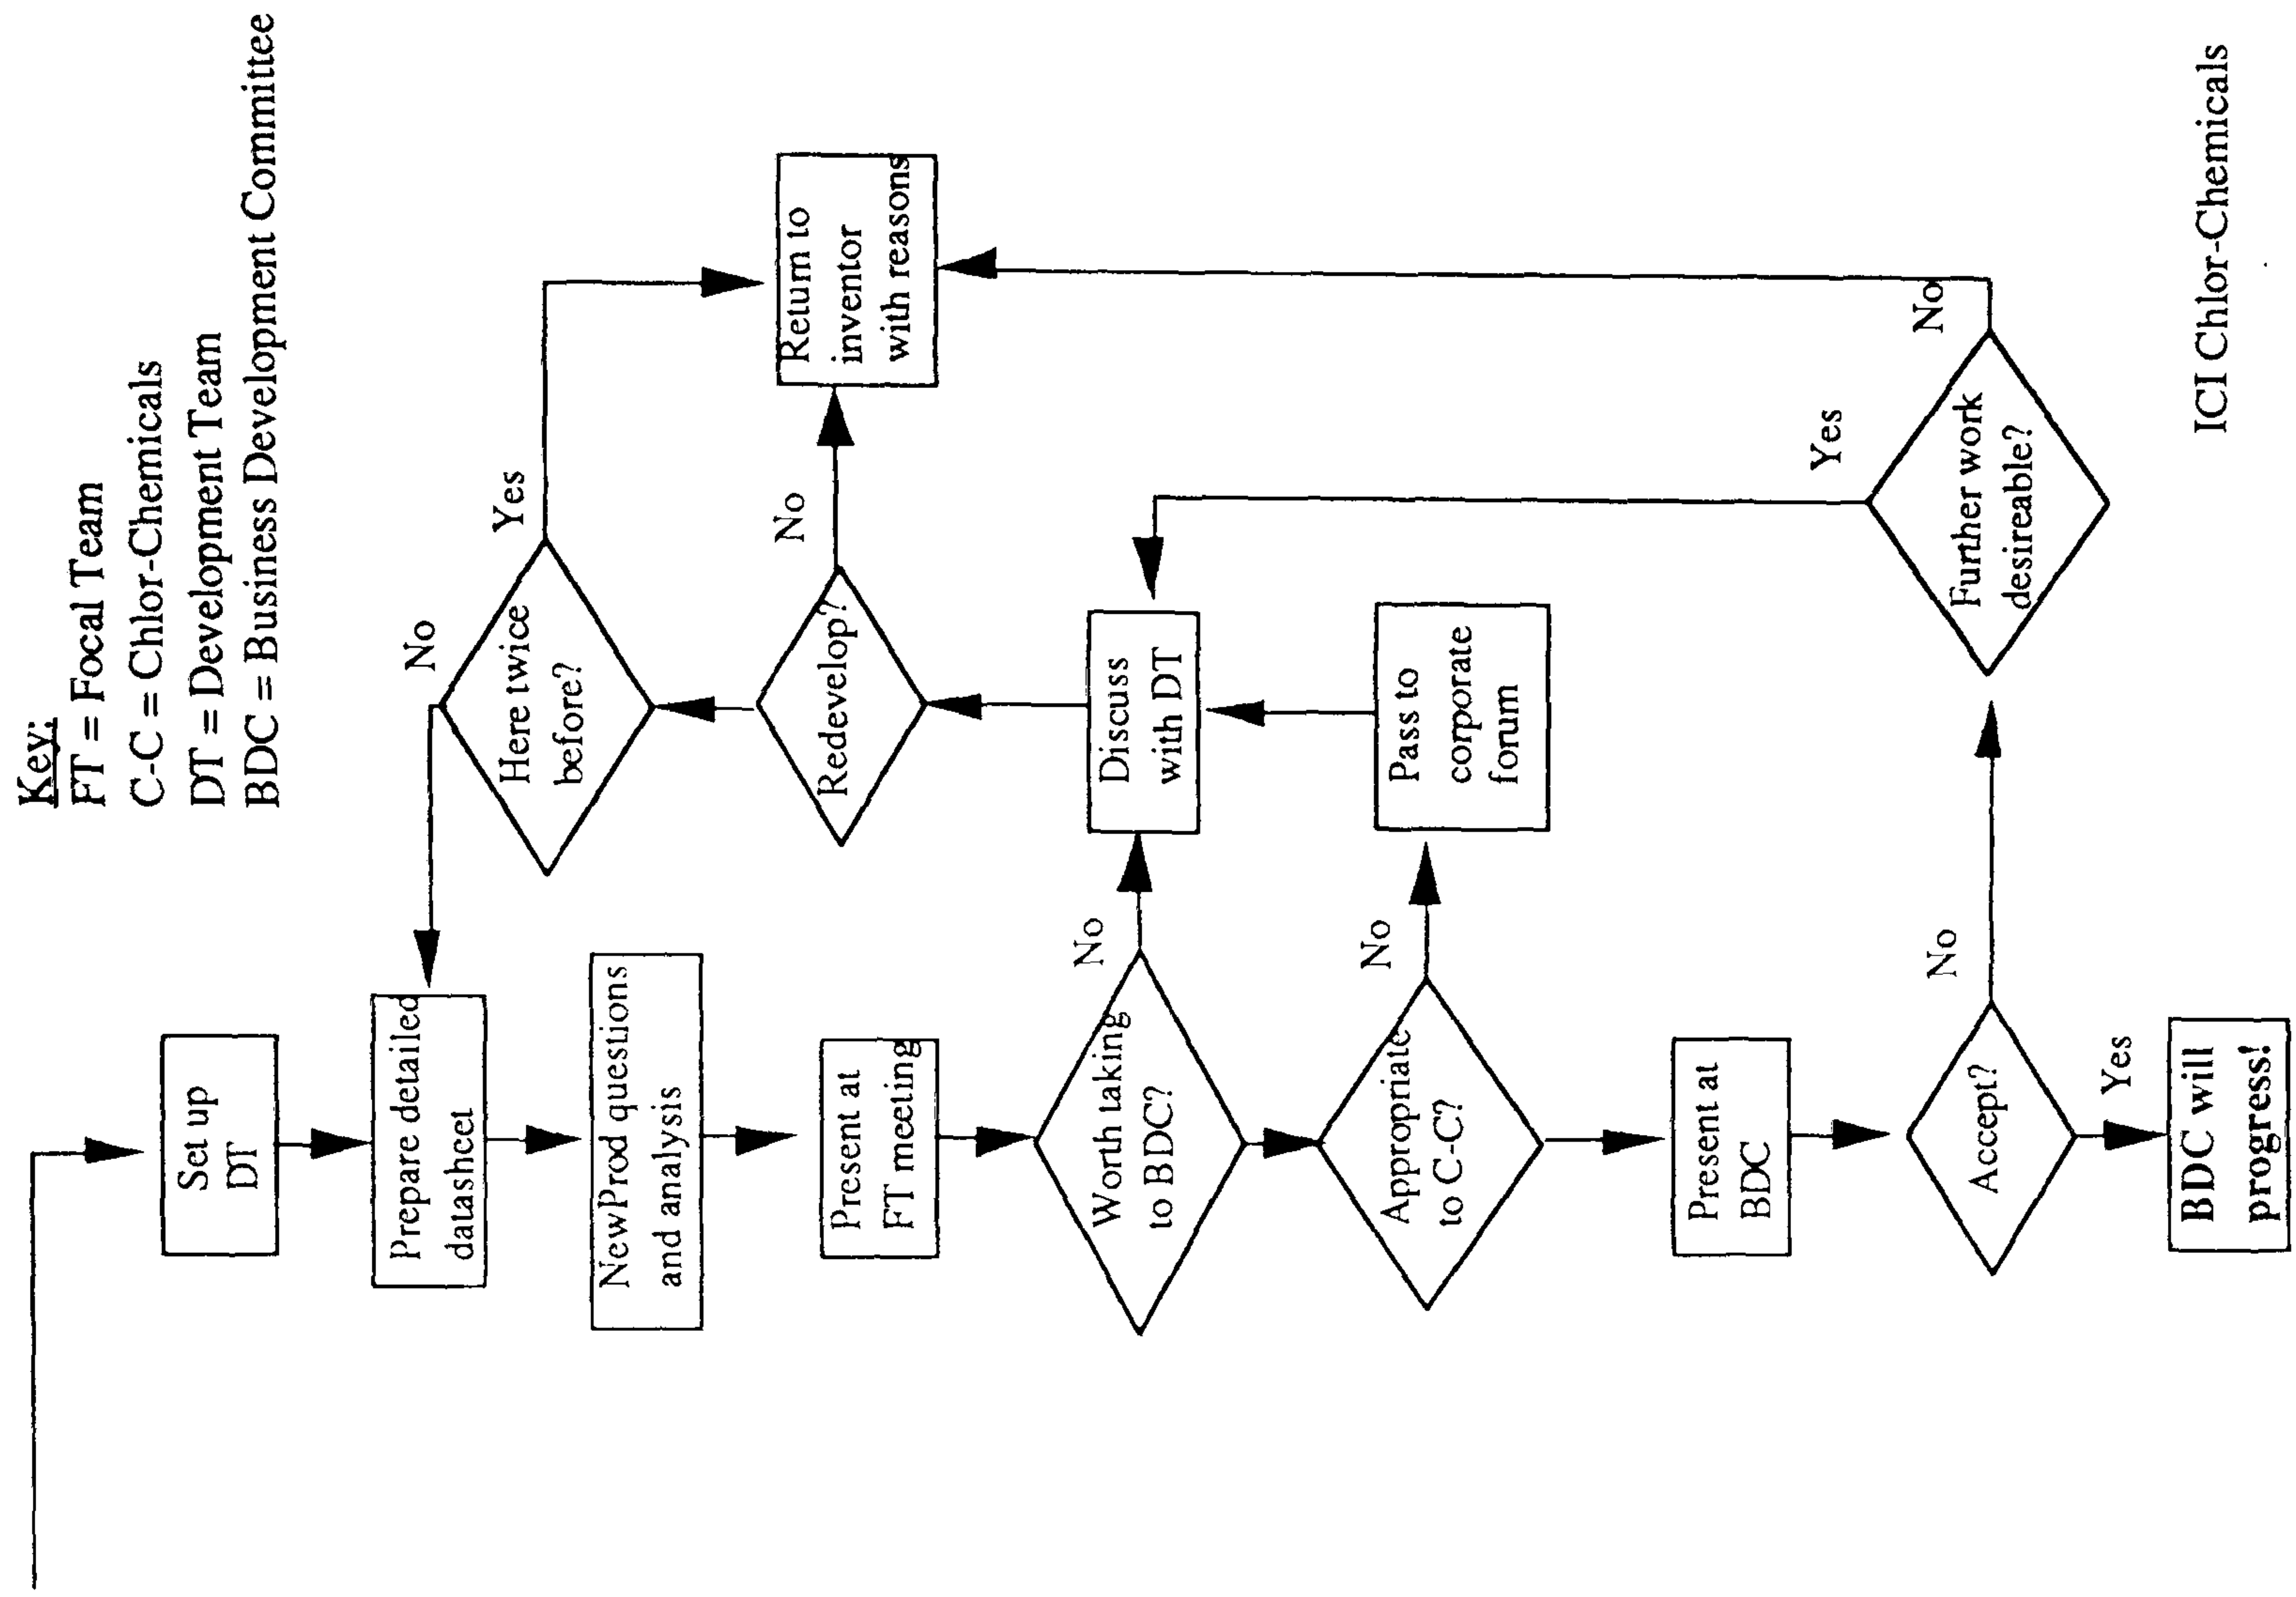 Key:
FT = Focal Team
C-C = Chlor-Chemicals
DT = Development Team
BDC = Business Development Committee
Set up
DT
Prepare detailed
datasheet
NewProd questions
and analysis
Present at
FT meeting
Worth taking
to BDC?
No
Appropriate
to C-C?
No
Present at
BDC
Accept?
No
Yes
BDC will
progress!
Here twice
before?
No
Yes
Redevelop?
No
Return to
inventor
with reasons
Discuss
with DT
Pass to
corporate
forum
Further work
desireable?
Yes
No
ICI Chlor-Chemicals